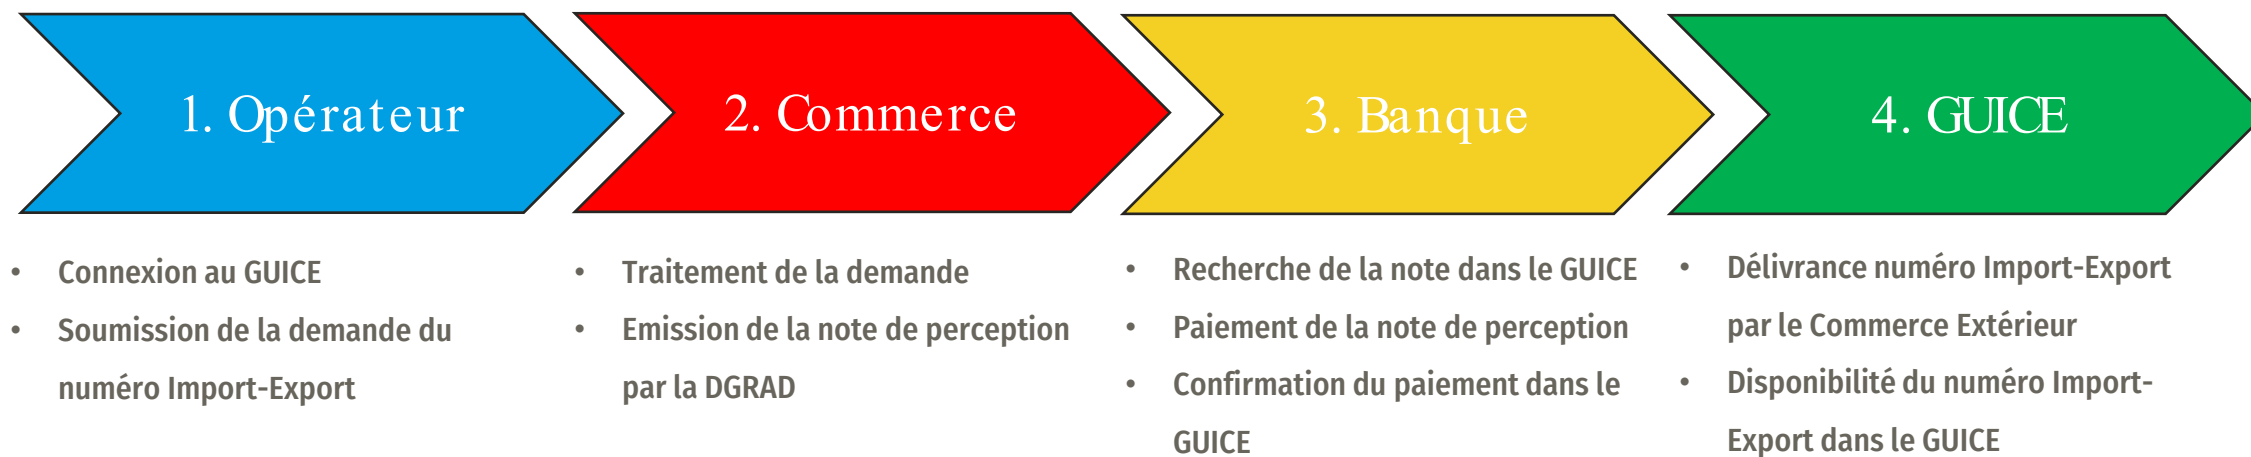 1. Opérateur
• Connexion au GUICE
• Soumission de la demande du
numéro Import-Export
2. Commerce
• Traitement de la demande
• Emission de la note de perception
par la DGRAD
3. Banque
• Recherche de la note dans le GUICE
• Paiement de la note de perception
• Confirmation du paiement dans le
GUICE
4. GUICE
• Délivrance numéro Import-Export
par le Commerce Extérieur
• Disponibilité du numéro Import-
Export dans le GUICE